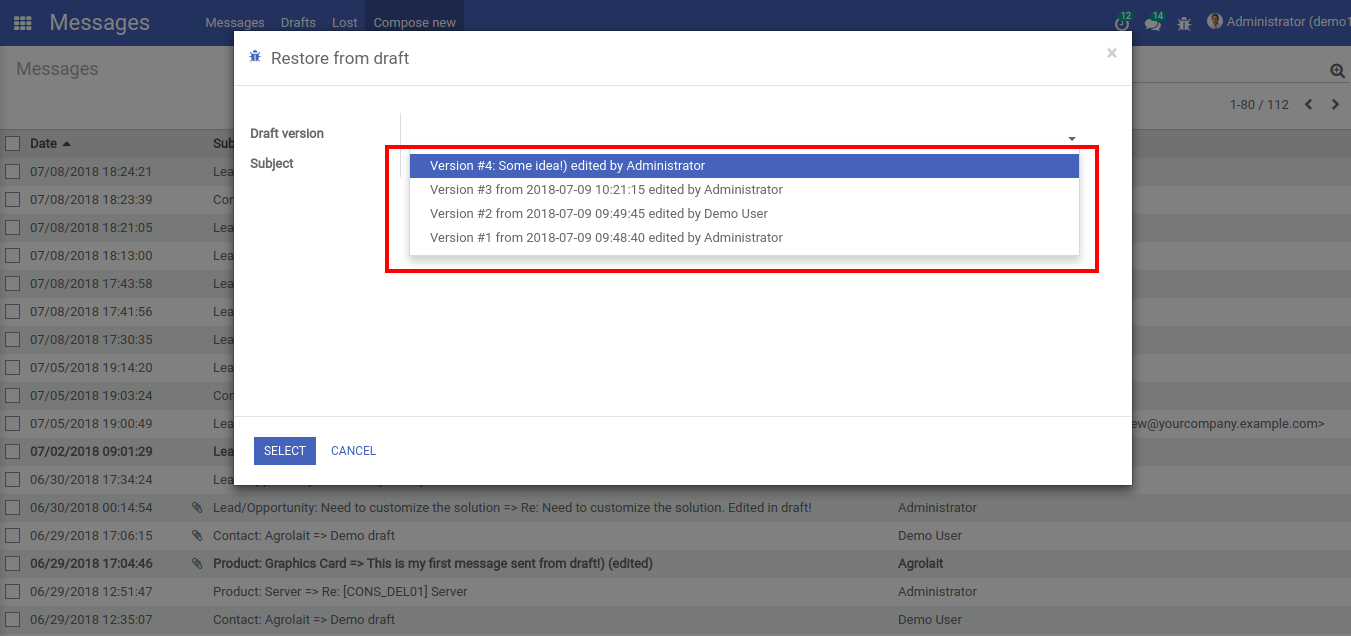 Messages Messages Drafts Lost Compose new 12 14 Administrator (demo1
Restore from draft ×
Messages
1-80 / 112
Draft version
Subject
Version #4: Some idea!) edited by Administrator
Version #3 from 2018-07-09 10:21:15 edited by Administrator
Version #2 from 2018-07-09 09:49:45 edited by Demo User
Version #1 from 2018-07-09 09:48:40 edited by Administrator
SELECT CANCEL
Date Sub
07/08/2018 18:24:21 Lea
07/08/2018 18:23:39 Con
07/08/2018 18:21:05 Lea
07/08/2018 18:13:00 Lea
07/08/2018 17:43:58 Lea
07/08/2018 17:41:56 Lea
07/08/2018 17:30:35 Lea
07/05/2018 19:14:20 Lea
07/05/2018 19:03:24 Con
07/05/2018 19:00:49 Lea ew@yourcompany.example.com>
07/02/2018 09:01:29 Lea
06/30/2018 17:34:24 Lea
06/30/2018 00:14:54 Lead/Opportunity: Need to customize the solution => Re: Need to customize the solution. Edited in draft! Administrator
06/29/2018 17:06:15 Contact: Agrolait => Demo draft Demo User
06/29/2018 17:04:46 Product: Graphics Card => This is my first message sent from draft!) (edited) Agrolait
06/29/2018 12:51:47 Product: Server => Re: [CONS_DEL01] Server Administrator
06/29/2018 12:35:07 Contact: Agrolait => Demo draft Demo User